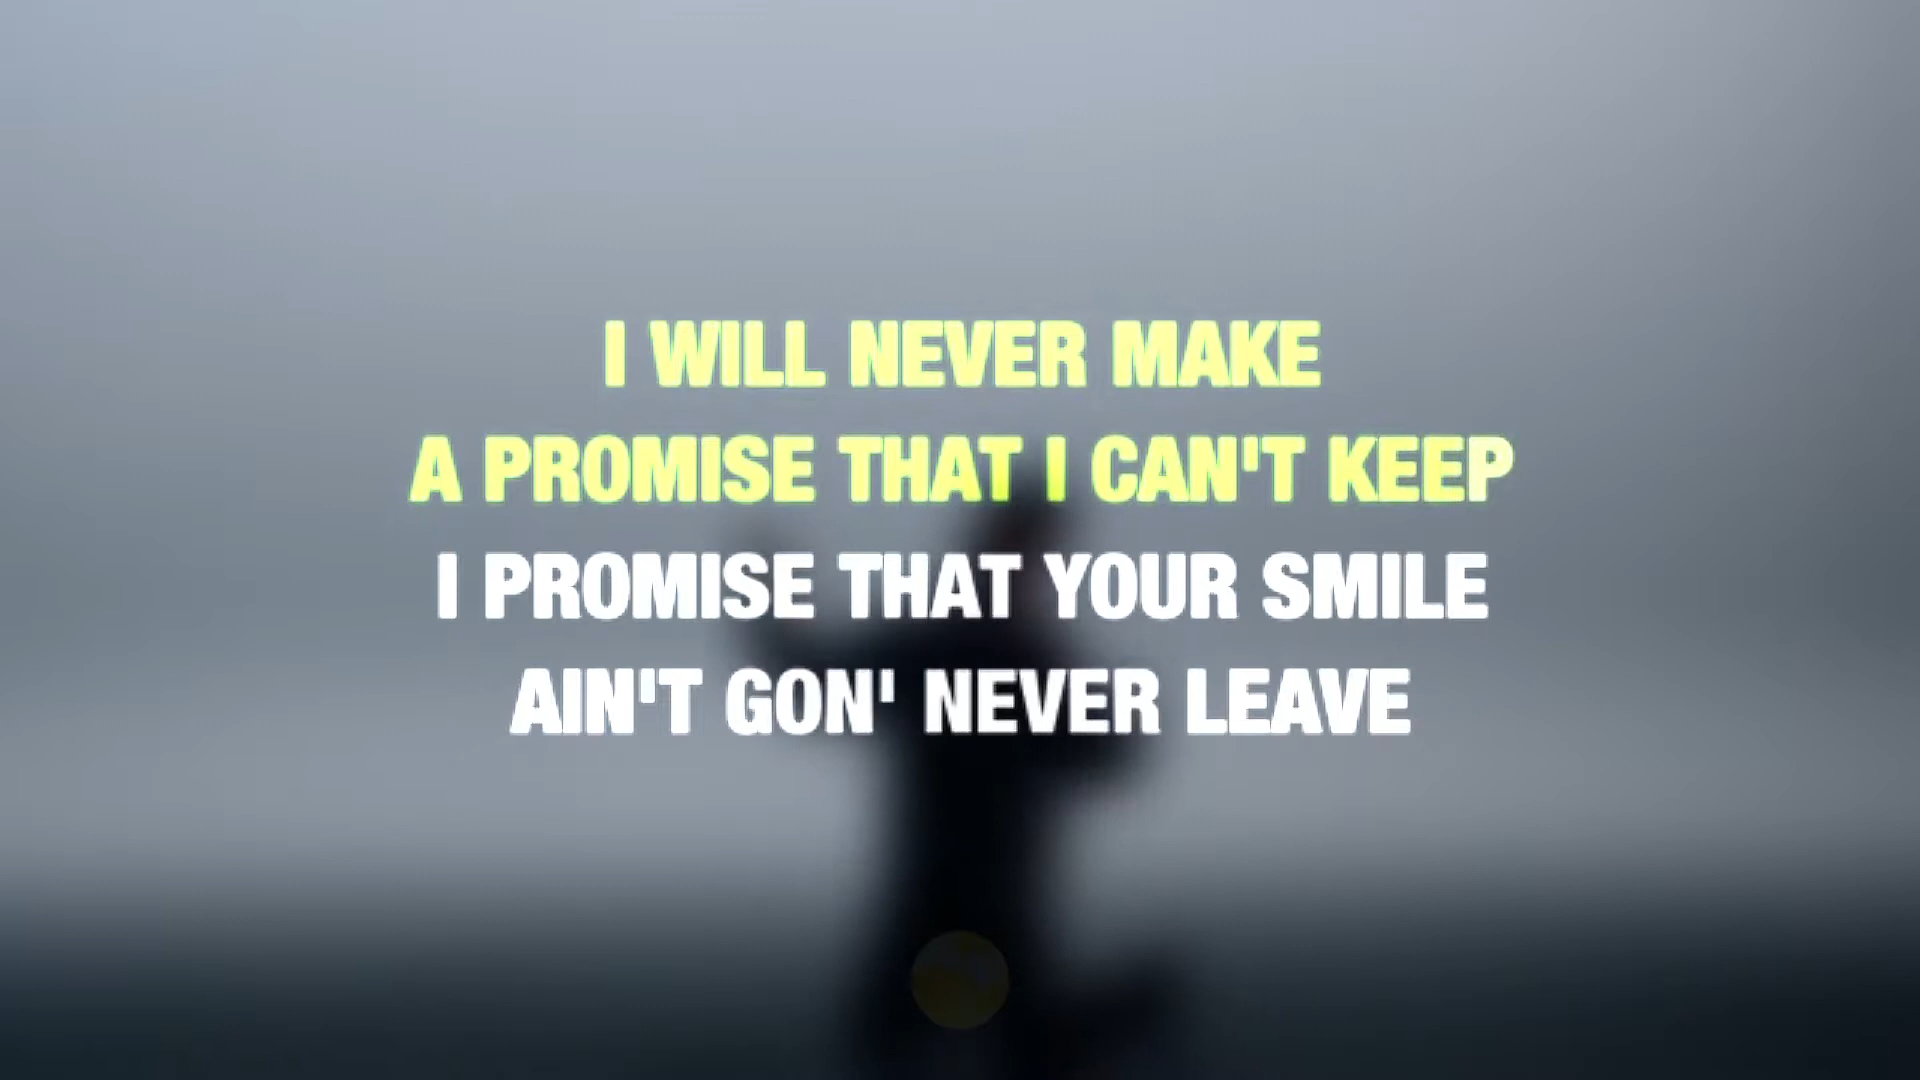 I WILL NEVER MAKE
A PROMISE THAT I CAN'T KEEP
I PROMISE THAT YOUR SMILE
AIN'T GON' NEVER LEAVE